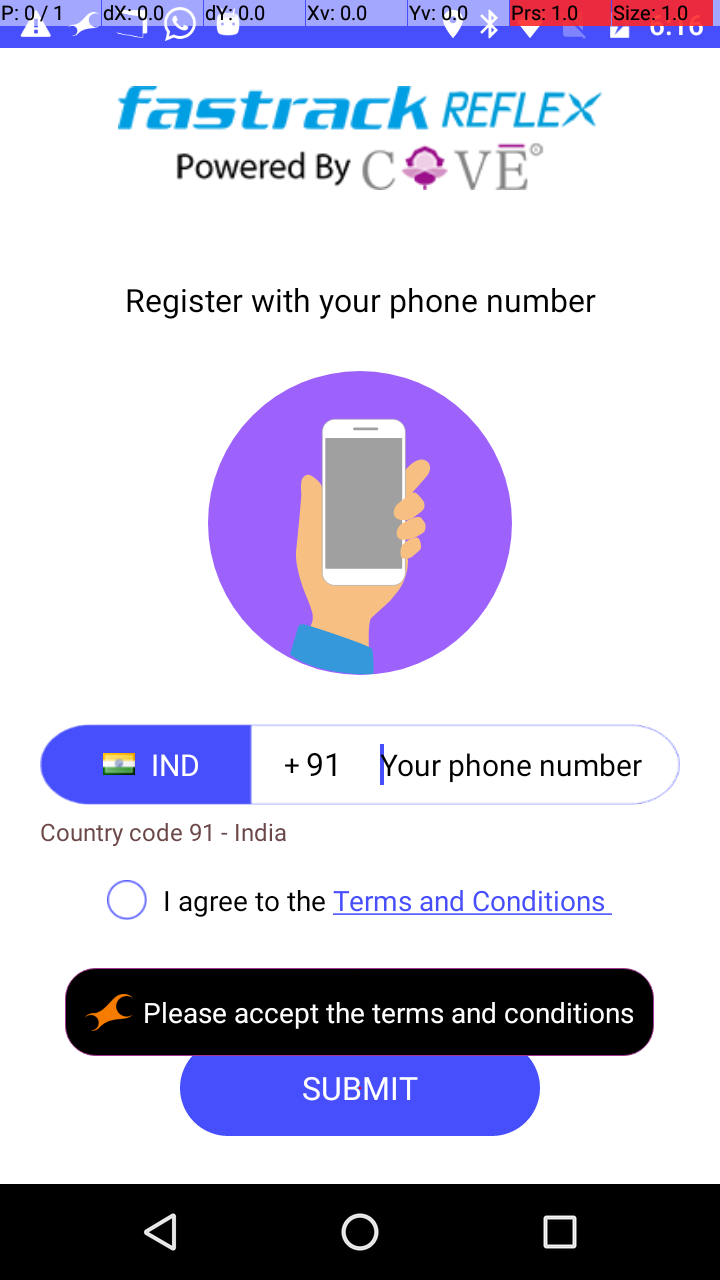 P: 0 / 1 dX: 0.0 dY: 0.0 Xv: 0.0 Yv: 0.0 Prs: 1.0 Size: 1.0
6:16
fastrack REFLEX
Powered By COVE®
Register with your phone number
IND + 91 Your phone number
Country code 91 - India
I agree to the Terms and Conditions
Please accept the terms and conditions
SUBMIT